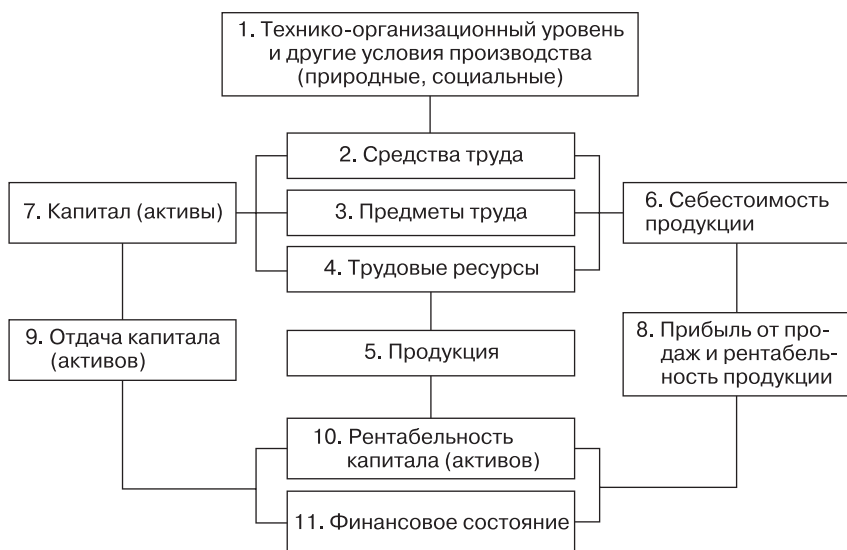 1. Технико-организационный уровень
и другие условия производства
(природные, социальные)
2. Средства труда
7. Капитал (активы)
3. Предметы труда
6. Себестоимость
продукции
4. Трудовые ресурсы
9. Отдача капитала
(активов)
5. Продукция
8. Прибыль от про-
даж и рентабель-
ность продукции
10. Рентабельность
капитала (активов)
11. Финансовое состояние